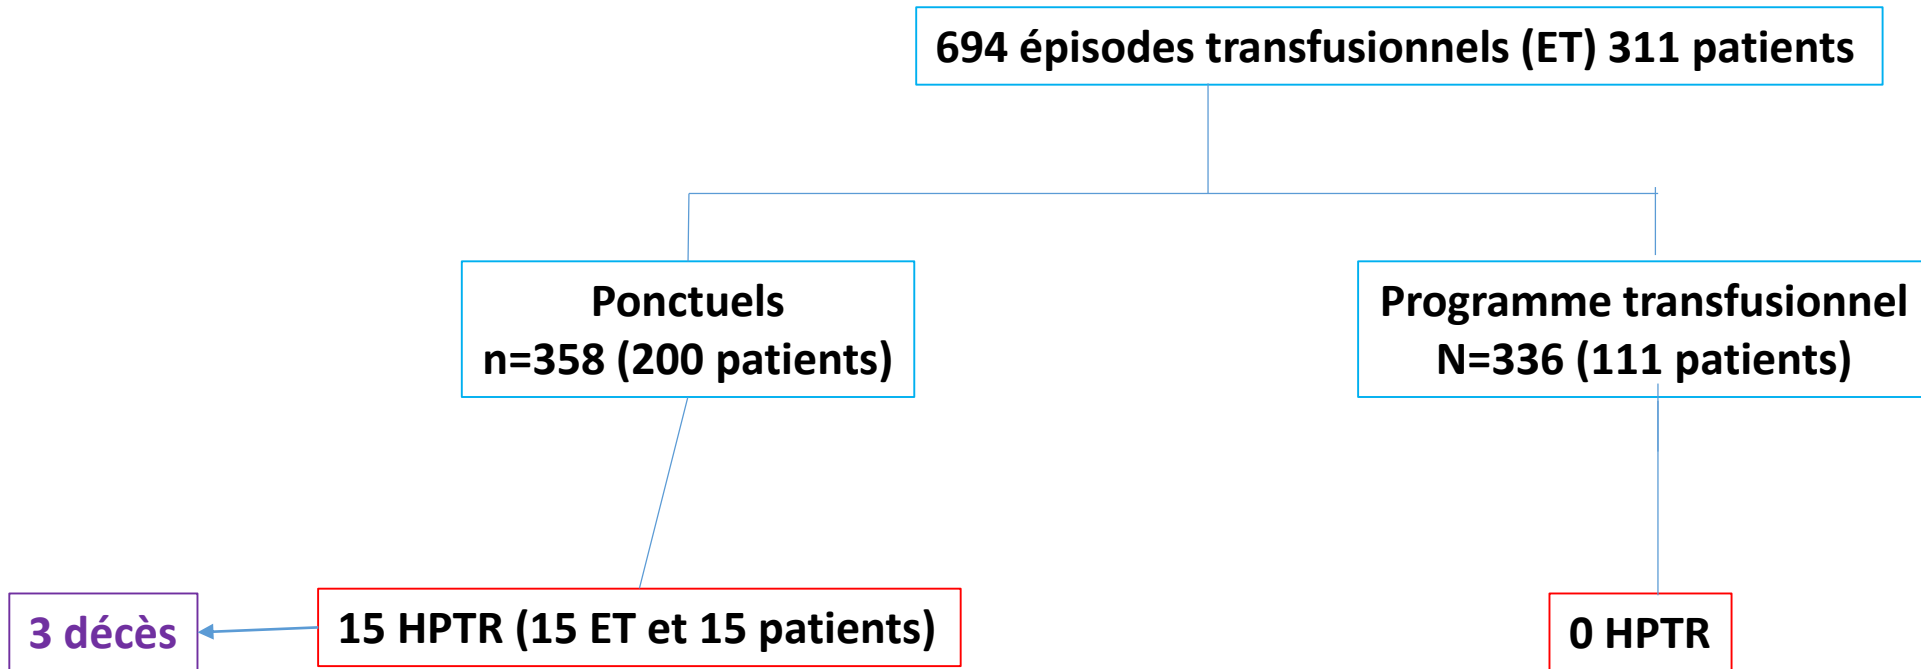 694 épisodes transfusionnels (ET) 311 patients
Ponctuels
n=358 (200 patients)
Programme transfusionnel
N=336 (111 patients)
3 décès
15 HPTR (15 ET et 15 patients)
0 HPTR